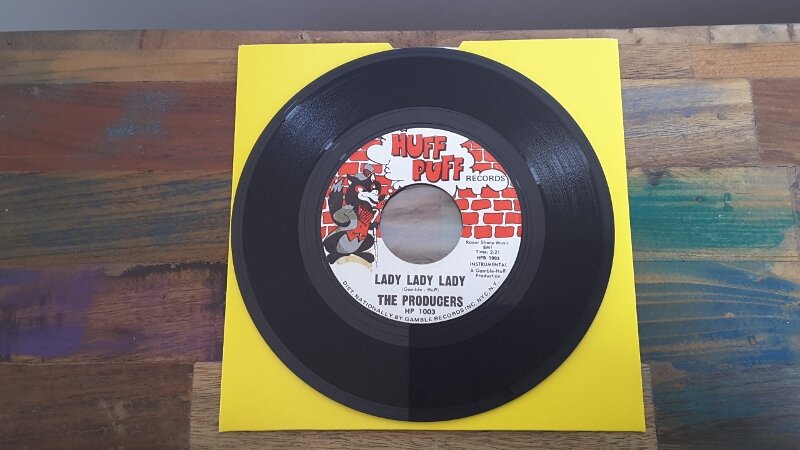 HUFF
PUFF
RECORDS
Razor Sharp Music
BMI
Time: 2:21
HPB 1003
INSTRUMENTAL
A Gamble-Huff
Production
LADY LADY LADY
(Gamble - Huff)
THE PRODUCERS
HP 1003
DIST NATIONALLY BY GAMBLE RECORDS INC. N.Y.C. N.Y.